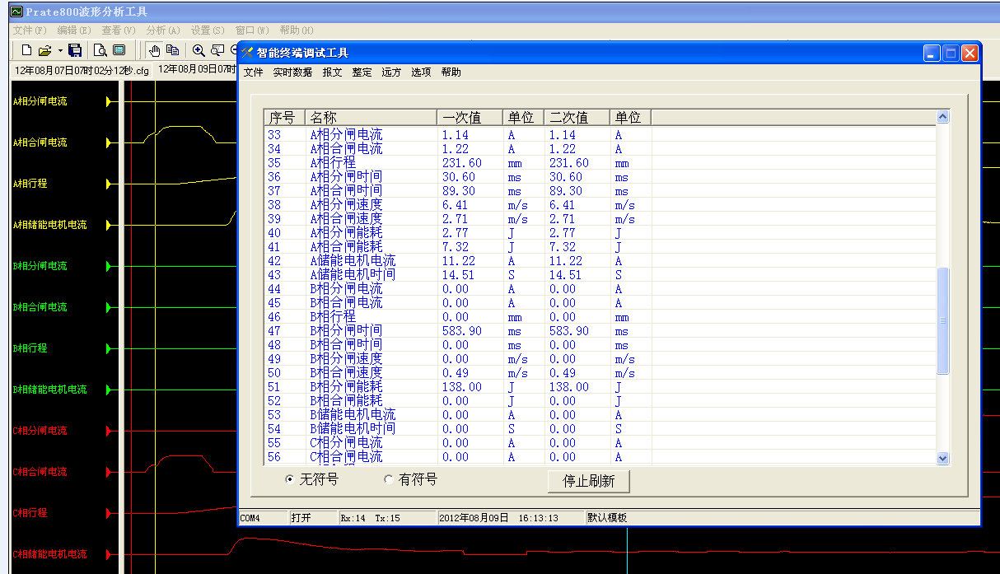 Prate800波形分析工具
文件(F) 编辑(E) 查看(V) 分析(A) 设置(S) 窗口(W) 帮助(H)
12年08月07日07时02分12秒.cfg 12年08月09日07时
A相分闸电流
A相合闸电流
A相行程
A相储能电机电流
B相分闸电流
B相合闸电流
B相行程
B相储能电机电流
C相分闸电流
C相合闸电流
C相行程
C相储能电机电流
智能终端调试工具
文件 实时数据 报文 整定 远方 选项 帮助
序号 名称 一次值 单位 二次值 单位
33 A相分闸电流 1.14 A 1.14 A
34 A相合闸电流 1.22 A 1.22 A
35 A相行程 231.60 mm 231.60 mm
36 A相分闸时间 30.60 ms 30.60 ms
37 A相合闸时间 89.30 ms 89.30 ms
38 A相分闸速度 6.41 m/s 6.41 m/s
39 A相合闸速度 2.71 m/s 2.71 m/s
40 A相分闸能耗 2.77 J 2.77 J
41 A相合闸能耗 7.32 J 7.32 J
42 A储能电机电流 11.22 A 11.22 A
43 A储能电机时间 14.51 S 14.51 S
44 B相分闸电流 0.00 A 0.00 A
45 B相合闸电流 0.00 A 0.00 A
46 B相行程 0.00 mm 0.00 mm
47 B相分闸时间 583.90 ms 583.90 ms
48 B相合闸时间 0.00 ms 0.00 ms
49 B相分闸速度 0.00 m/s 0.00 m/s
50 B相合闸速度 0.49 m/s 0.49 m/s
51 B相分闸能耗 138.00 J 138.00 J
52 B相合闸能耗 0.00 J 0.00 J
53 B储能电机电流 0.00 A 0.00 A
54 B储能电机时间 0.00 S 0.00 S
55 C相分闸电流 0.00 A 0.00 A
56 C相合闸电流 0.00 A 0.00 A
无符号 有符号 停止刷新
COM4 打开 Rx:14 Tx:15 2012年08月09日 16:13:13 默认模板